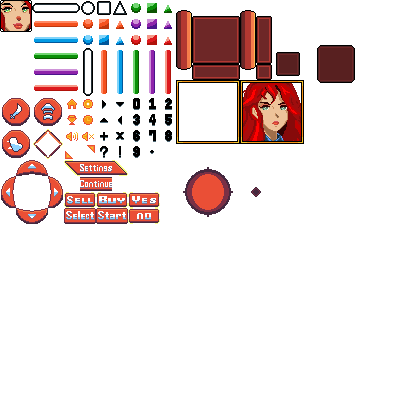 0 1 2
3 4 5
+ × 6 7 8
? ! 9 .
Settings
Continue
SELL BUY YES
Select Start NO